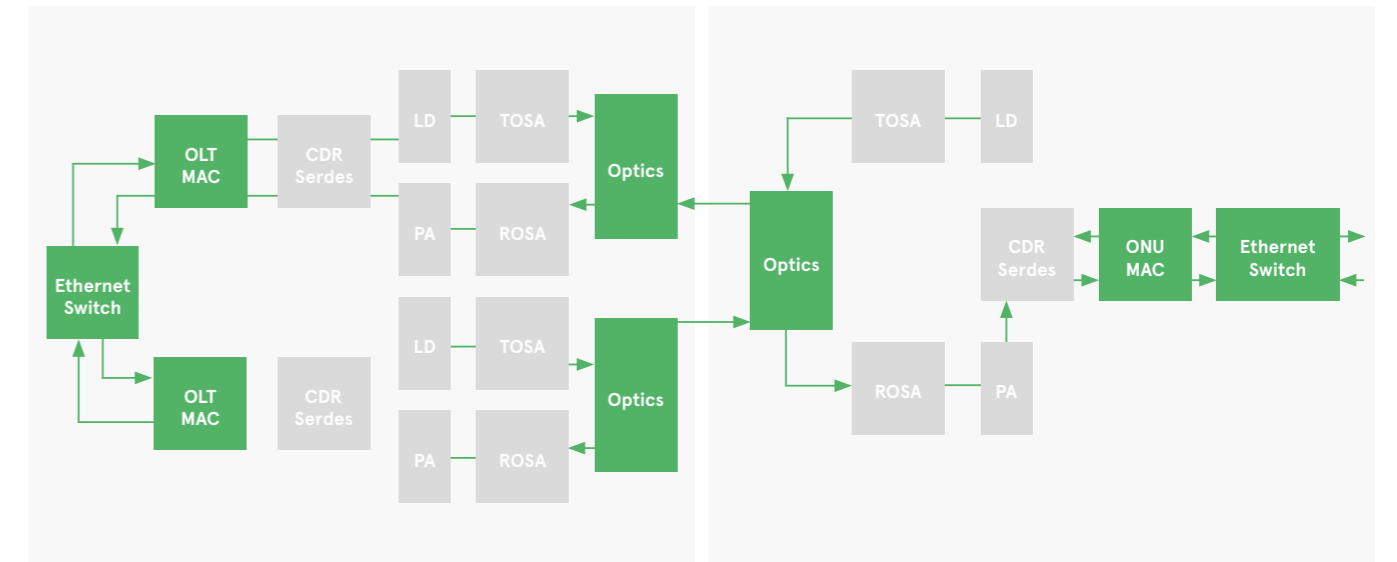 LD
TOSA
OLT
MAC
CDR
Serdes
Optics
PA
ROSA
Ethernet
Switch
LD
TOSA
OLT
MAC
CDR
Serdes
Optics
PA
ROSA
TOSA
LD
Optics
CDR
Serdes
ONU
MAC
Ethernet
Switch
ROSA
PA